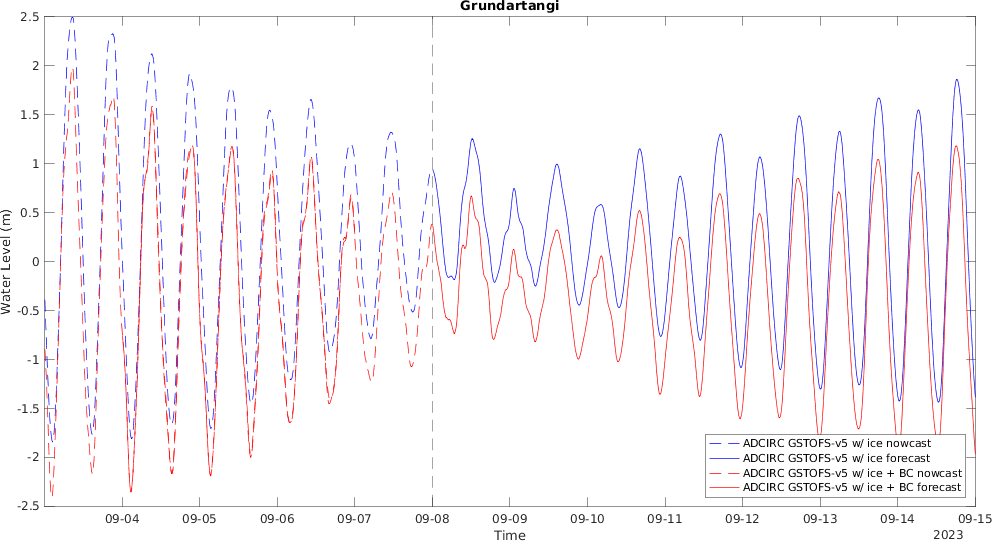 Grundartangi
2.5
2
1.5
1
0.5
0
-0.5
-1
-1.5
-2
-2.5
Water Level (m)
ADCIRC GSTOFS-v5 w/ ice nowcast
ADCIRC GSTOFS-v5 w/ ice forecast
ADCIRC GSTOFS-v5 w/ ice + BC nowcast
ADCIRC GSTOFS-v5 w/ ice + BC forecast
09-04 09-05 09-06 09-07 09-08 09-09 09-10 09-11 09-12 09-13 09-14 09-15
Time
2023